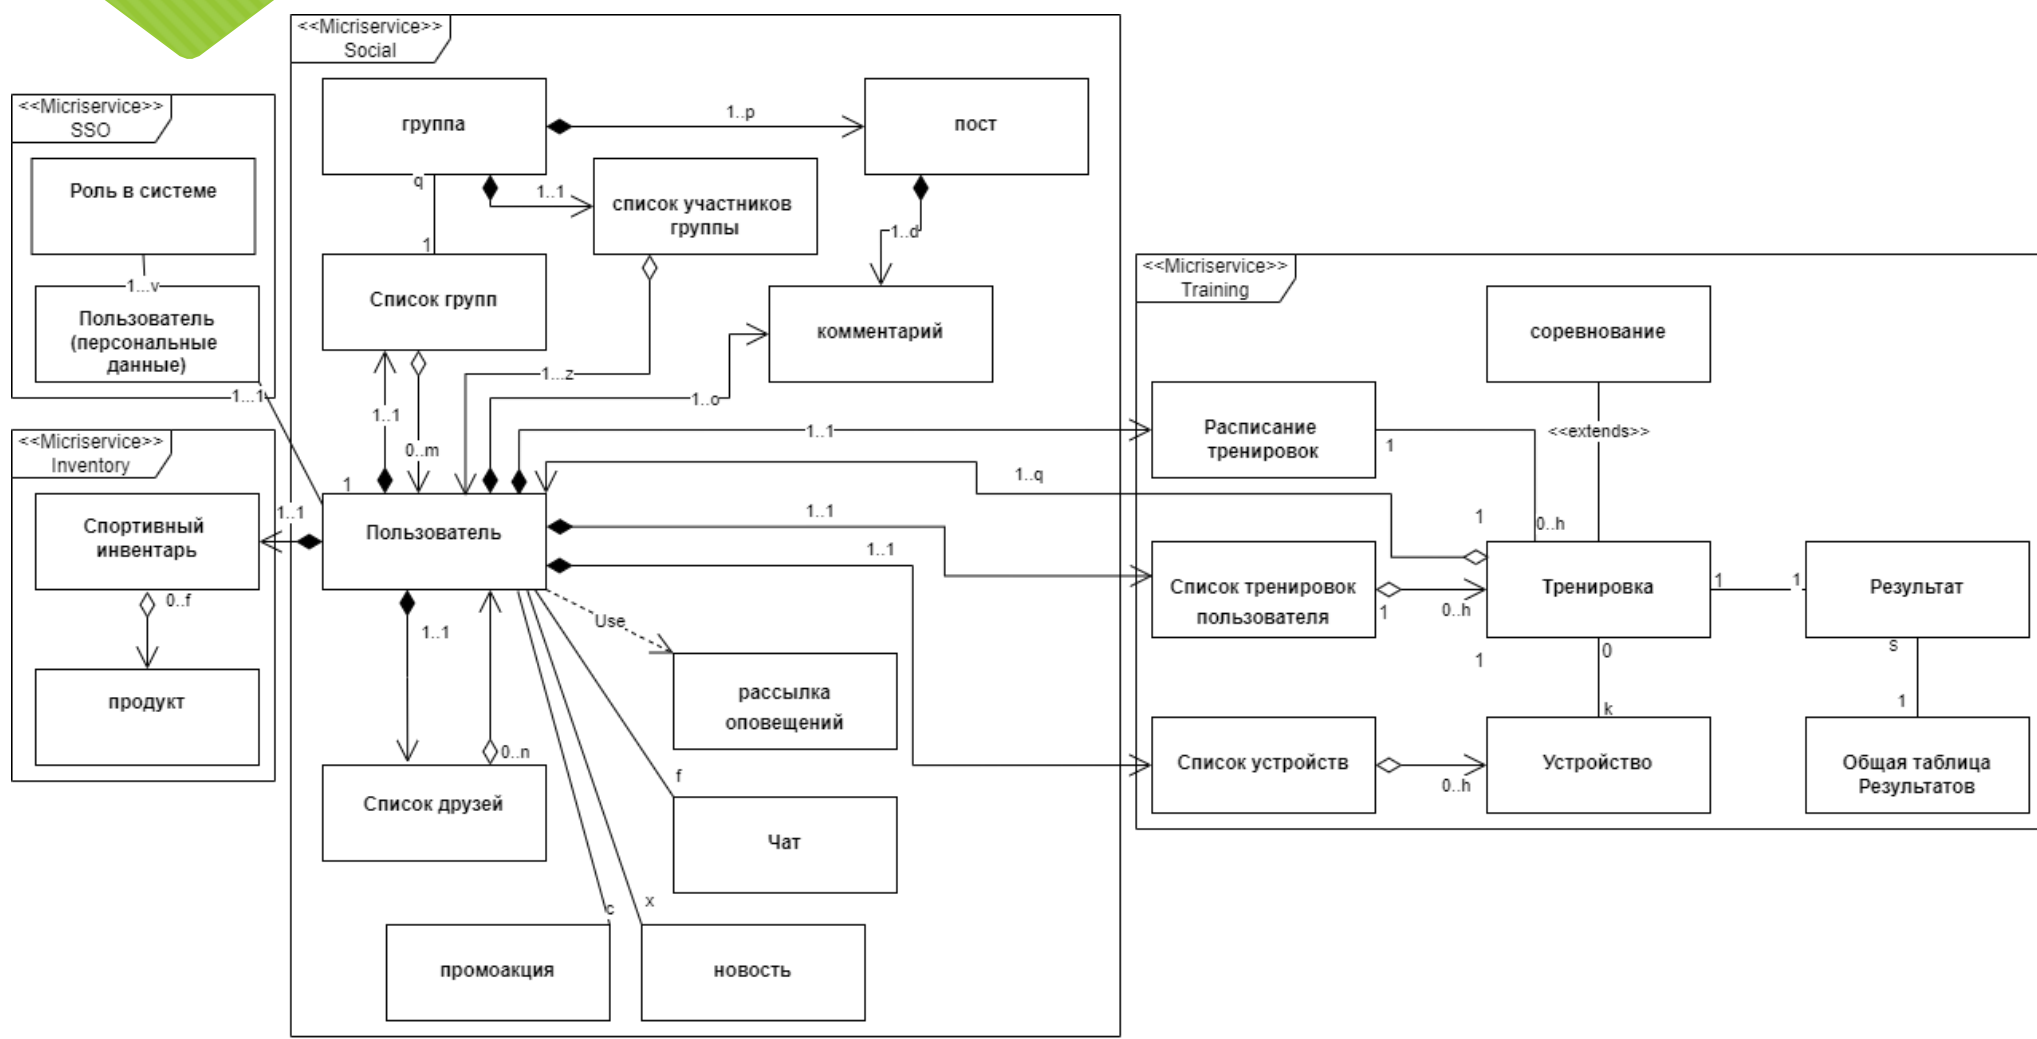 <<Micriservice>>
SSO
Роль в системе
1...v
Пользователь
(персональные
данные)
1...1
<<Micriservice>>
Inventory
Спортивный
инвентарь
1..1
0..f
продукт
<<Micriservice>>
Social
группа
1..p
пост
q
1..1
список участников
группы
1..d
1
Список групп
комментарий
1...z
1..o
1..1
0..m
1
Пользователь
1..1
1..q
1..1
1..1
1..1
Use
рассылка
оповещений
0..n
Список друзей
f
Чат
c
x
промоакция
новость
<<Micriservice>>
Training
соревнование
<<extends>>
Расписание
тренировок
1
1
0..h
Список тренировок
пользователя
1
0..h
Тренировка
1
1
Результат
1
0
k
s
1
Список устройств
0..h
Устройство
Общая таблица
Результатов